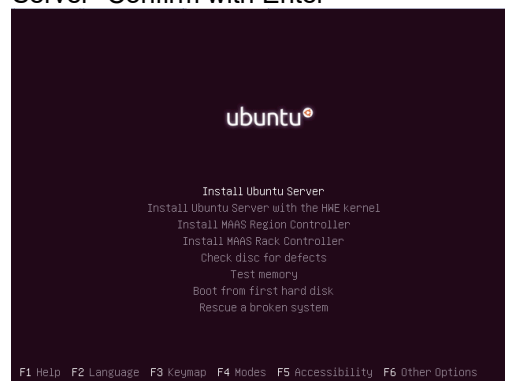 Server" Confirm with Enter
ubuntu
Install Ubuntu Server
Install Ubuntu Server with the HWE kernel
Install MAAS Region Controller
Install MAAS Rack Controller
Check disc for defects
Test memory
Boot from first hard disk
Rescue a broken system
F1 Help F2 Language F3 Keymap F4 Modes F5 Accessibility F6 Other Options